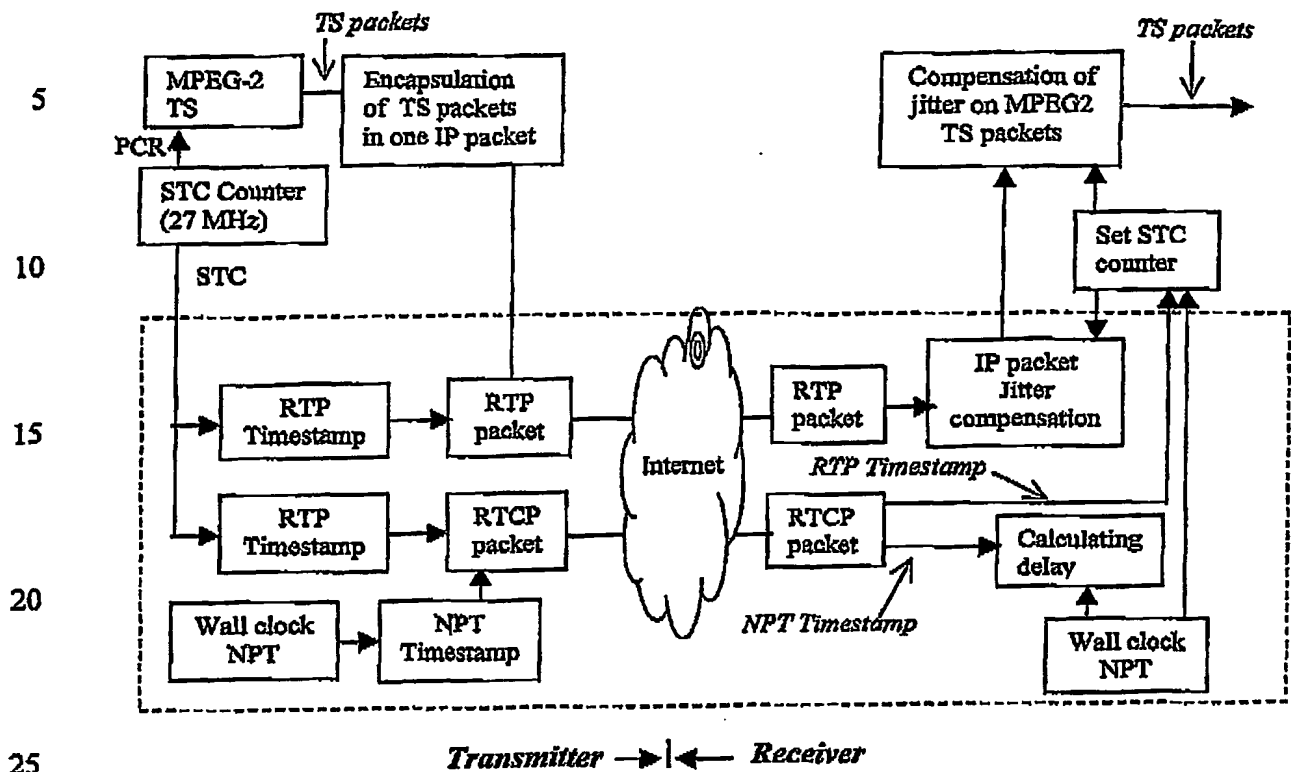 TS packets
TS packets
5
MPEG-2
TS
Encapsulation
of TS packets
in one IP packet
Compensation of
jitter on MPEG2
TS packets
PCR
STC Counter
(27 MHz)
Set STC
counter
10
STC
15
RTP
Timestamp
RTP
packet
Internet
RTP
packet
IP packet
Jitter
compensation
RTP Timestamp
RTP
Timestamp
RTCP
packet
RTCP
packet
Calculating
delay
20
Wall clock
NPT
NPT
Timestamp
NPT Timestamp
Wall clock
NPT
25
Transmitter
Receiver